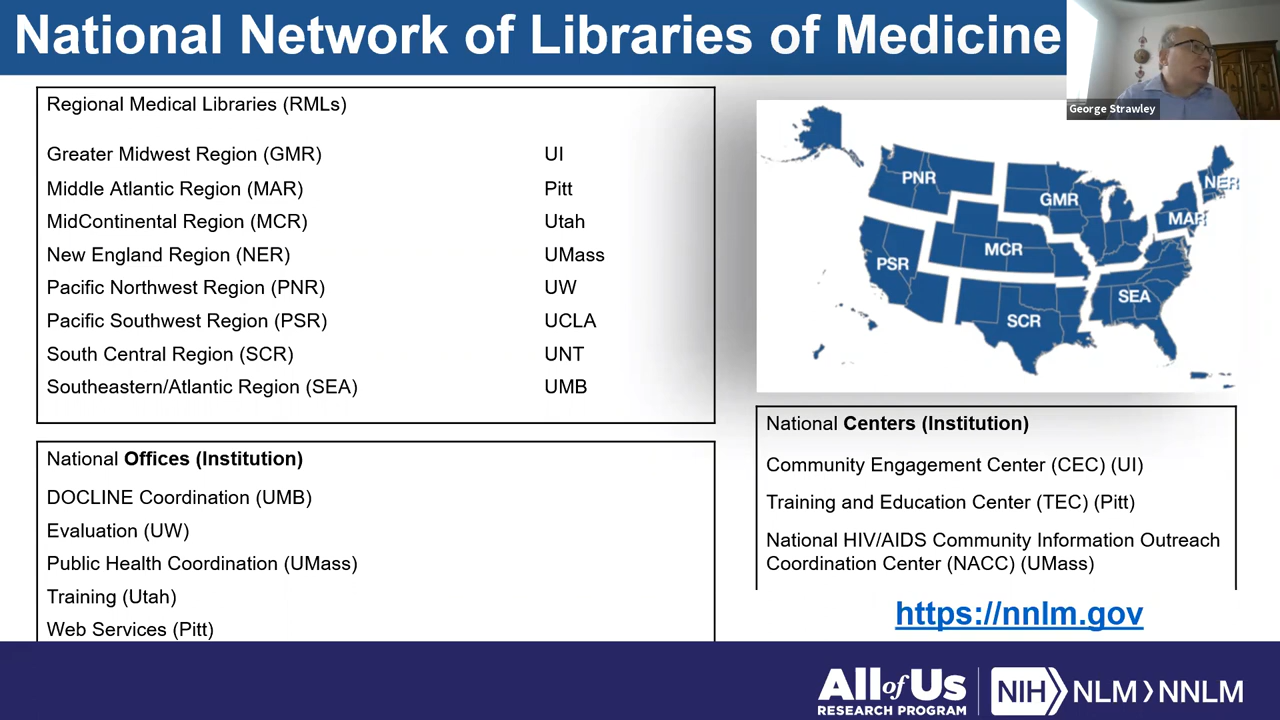 National Network of Libraries of Medicine
George Strawley
Regional Medical Libraries (RMLs)
Greater Midwest Region (GMR) UI
Middle Atlantic Region (MAR) Pitt
MidContinental Region (MCR) Utah
New England Region (NER) UMass
Pacific Northwest Region (PNR) UW
Pacific Southwest Region (PSR) UCLA
South Central Region (SCR) UNT
Southeastern/Atlantic Region (SEA) UMB
PNR
GMR
NER
MAR
MCR
PSR
SEA
SCR
National Offices (Institution)
DOCLINE Coordination (UMB)
Evaluation (UW)
Public Health Coordination (UMass)
Training (Utah)
Web Services (Pitt)
National Centers (Institution)
Community Engagement Center (CEC) (UI)
Training and Education Center (TEC) (Pitt)
National HIV/AIDS Community Information Outreach
Coordination Center (NACC) (UMass)
https://nnlm.gov
All of Us
RESEARCH PROGRAM
NIH NLM NNLM